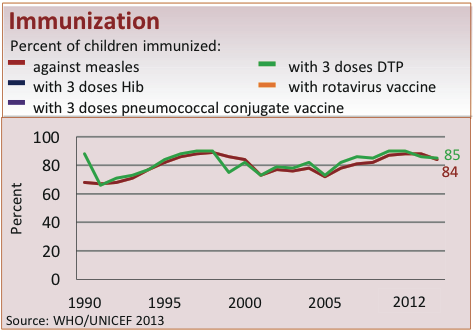 Immunization
Percent of children immunized:
against measles
with 3 doses DTP
with 3 doses Hib
with rotavirus vaccine
with 3 doses pneumococcal conjugate vaccine
100
80
60
40
20
0
Percent
85
84
1990 1995 2000 2005 2012
Source: WHO/UNICEF 2013